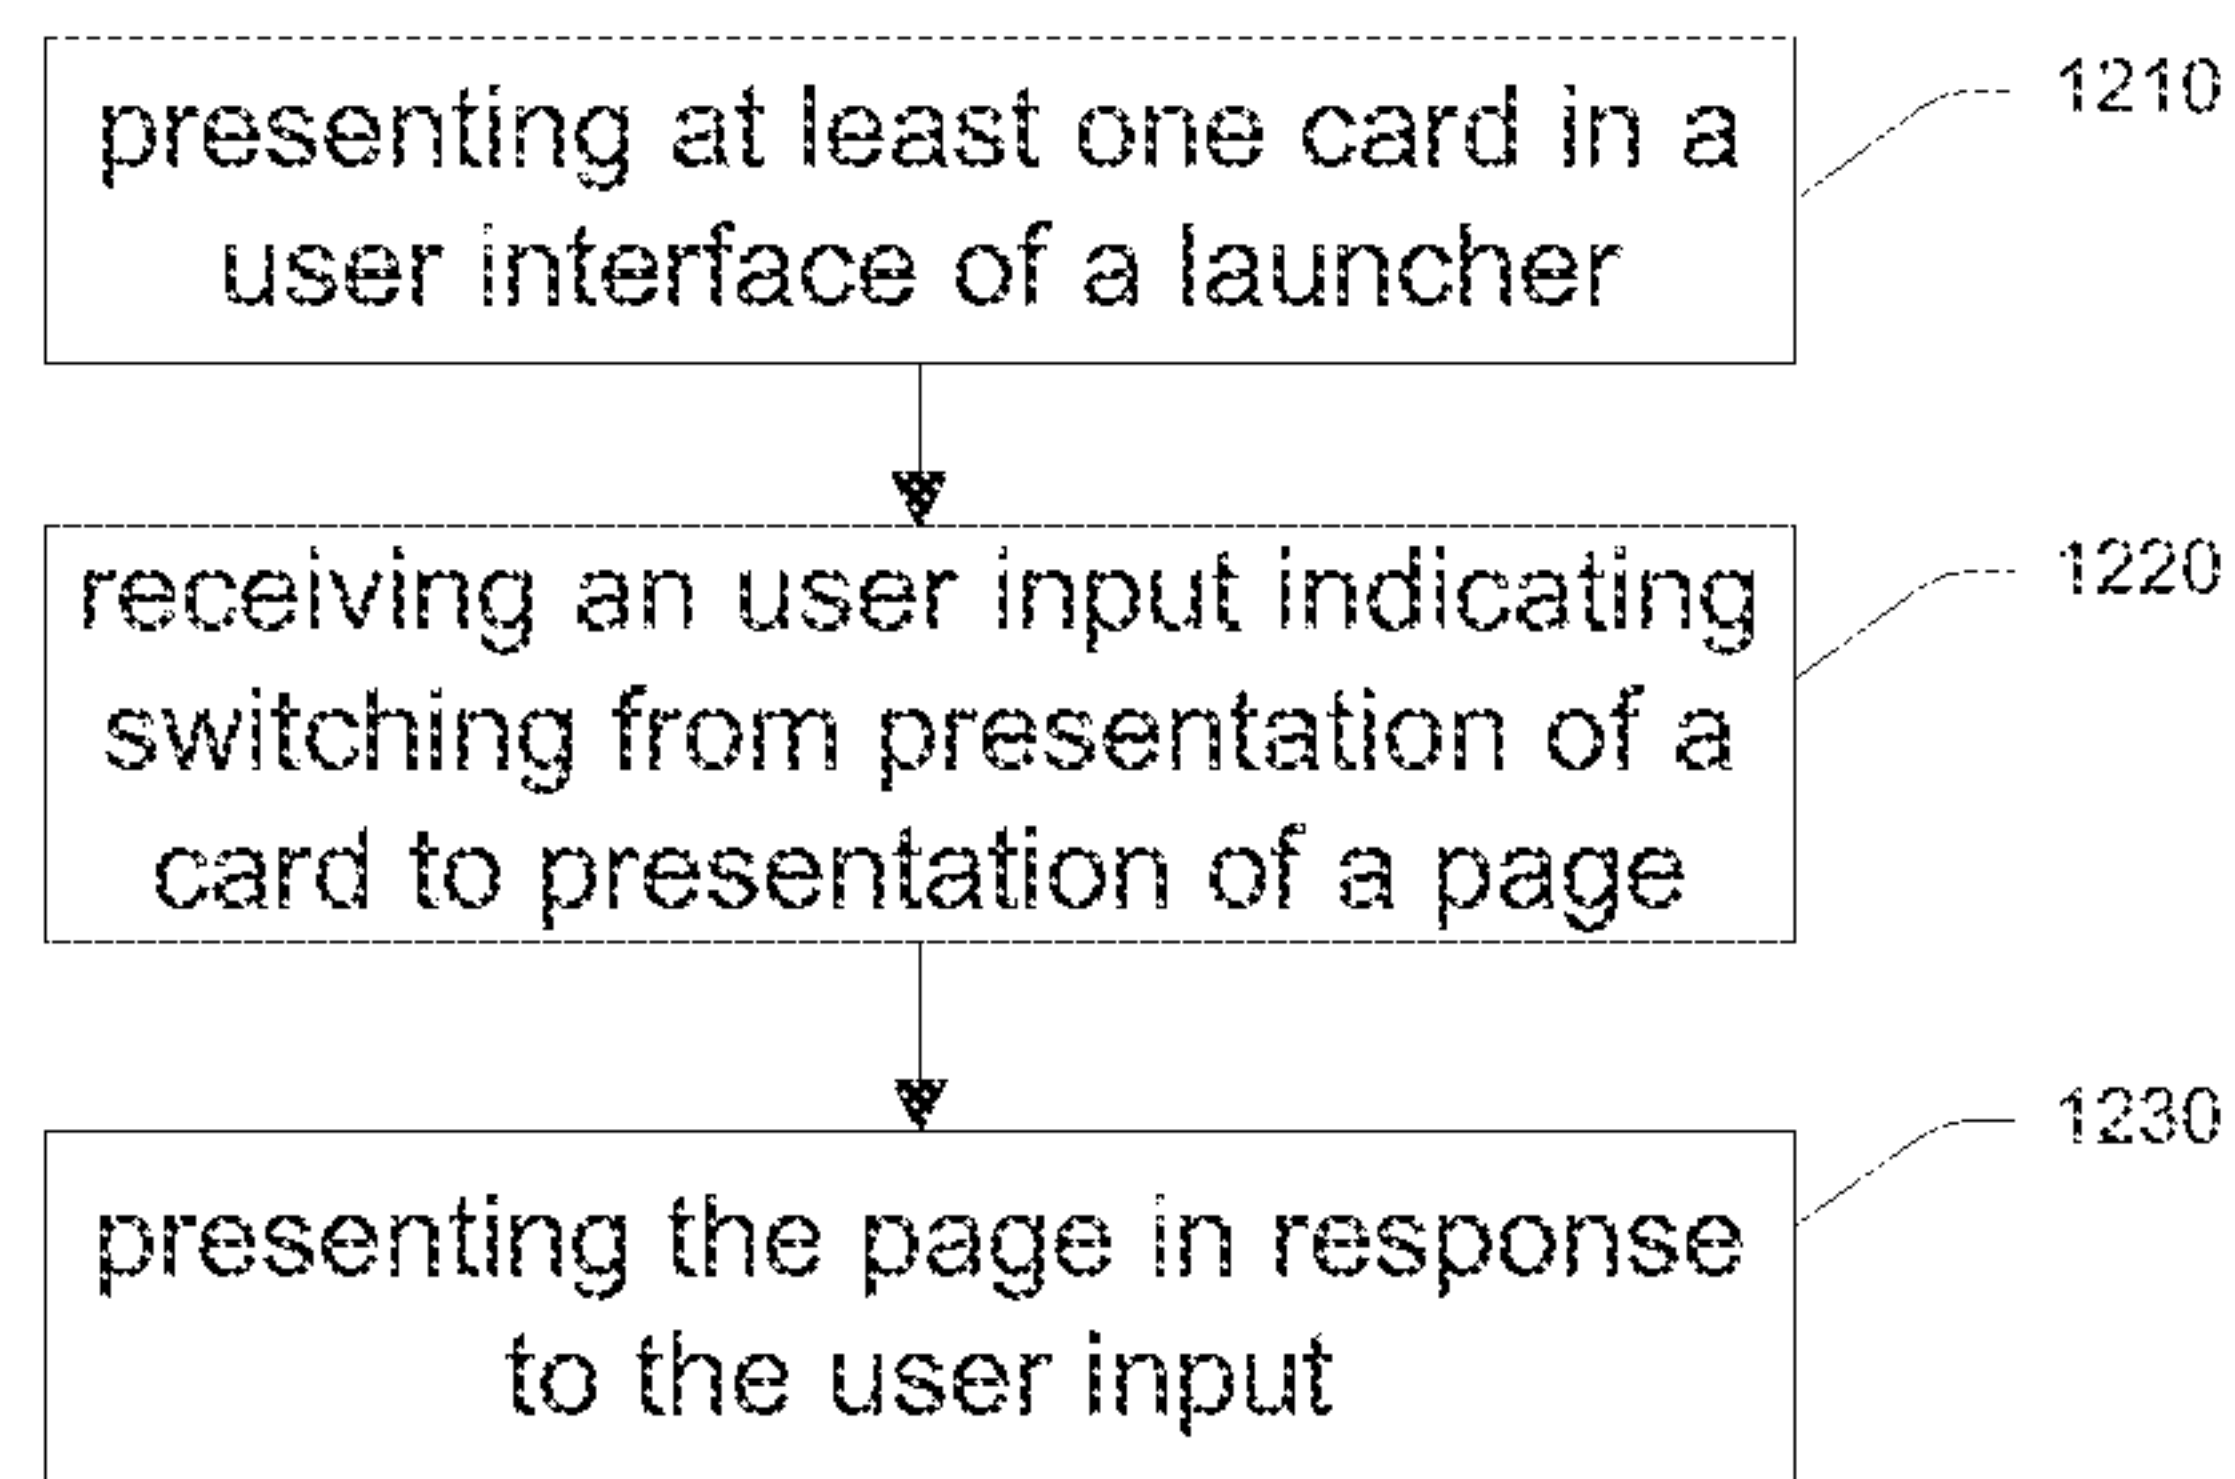 presenting at least one card in a
user interface of a launcher
1210
receiving an user input indicating
switching from presentation of a
card to presentation of a page
1220
presenting the page in response
to the user input
1230